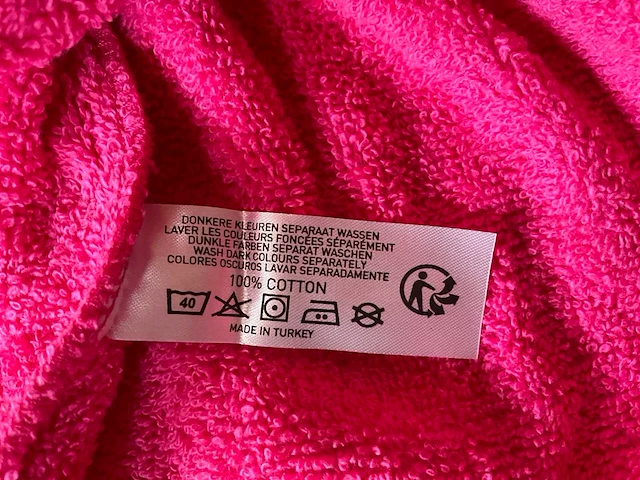 DONKERE KLEUREN SEPARAAT WASSEN
LAVER LES COULEURS FONCÉES SÉPARÉMENT
DUNKLE FARBEN SEPARAT WASCHEN
WASH DARK COLOURS SEPARATELY
COLORES OSCUROS LAVAR SEPARADAMENTE
100% COTTON
40
MADE IN TURKEY